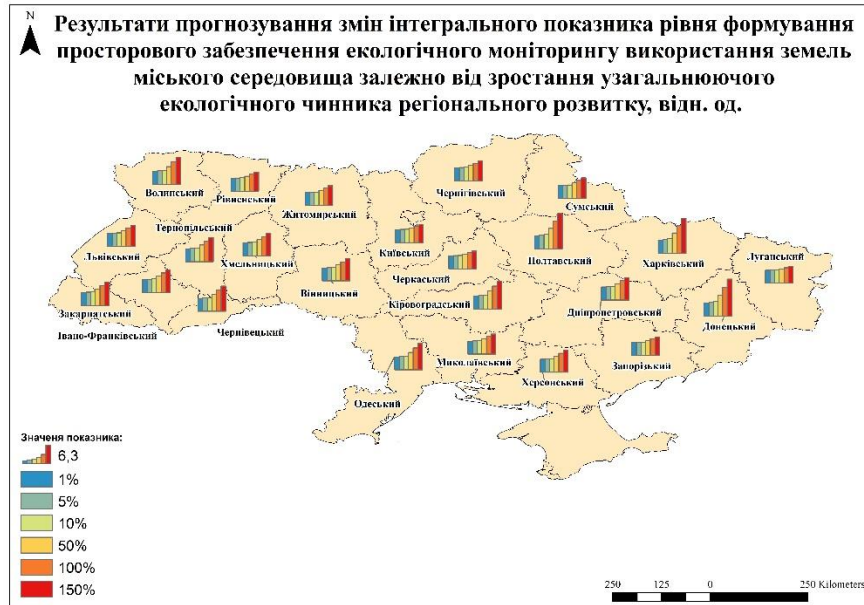 N
Результати прогнозування змін інтегрального показника рівня формування
просторового забезпечення екологічного моніторингу використання земель
міського середовища залежно від зростання узагальнюючого
екологічного чинника регіонального розвитку, відн. од.
Волинський
Рівненський
Житомирський
Чернігівський
Сумський
Тернопільський
Львівський
Хмельницький
Київський
Полтавський
Харківський
Луганський
Черкаський
Вінницький
Кіровоградський
Дніпропетровський
Донецький
Закарпатський
Івано-Франківський
Чернівецький
Миколаївський
Запорізький
Херсонський
Одеський
Значеня показника:
6,3
1%
5%
10%
50%
100%
150%
250 125 0 250 Kilometers